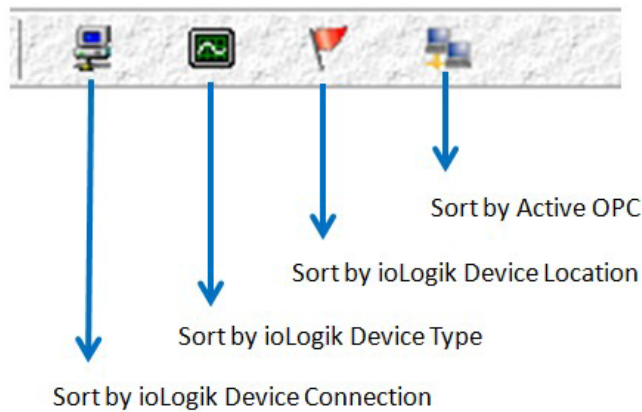 Sort by Active OPC
Sort by ioLogik Device Location
Sort by ioLogik Device Type
Sort by ioLogik Device Connection